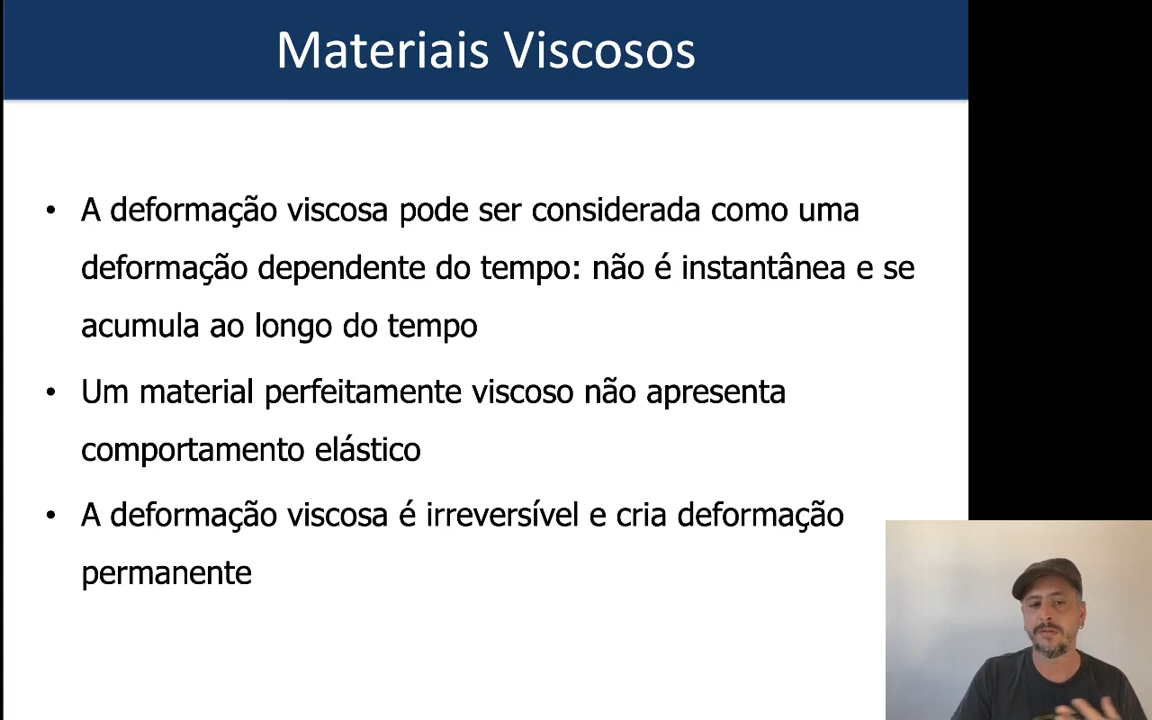 Materiais Viscosos
• A deformação viscosa pode ser considerada como uma
deformação dependente do tempo: não é instantânea e se
acumula ao longo do tempo
• Um material perfeitamente viscoso não apresenta
comportamento elástico
• A deformação viscosa é irreversível e cria deformação
permanente